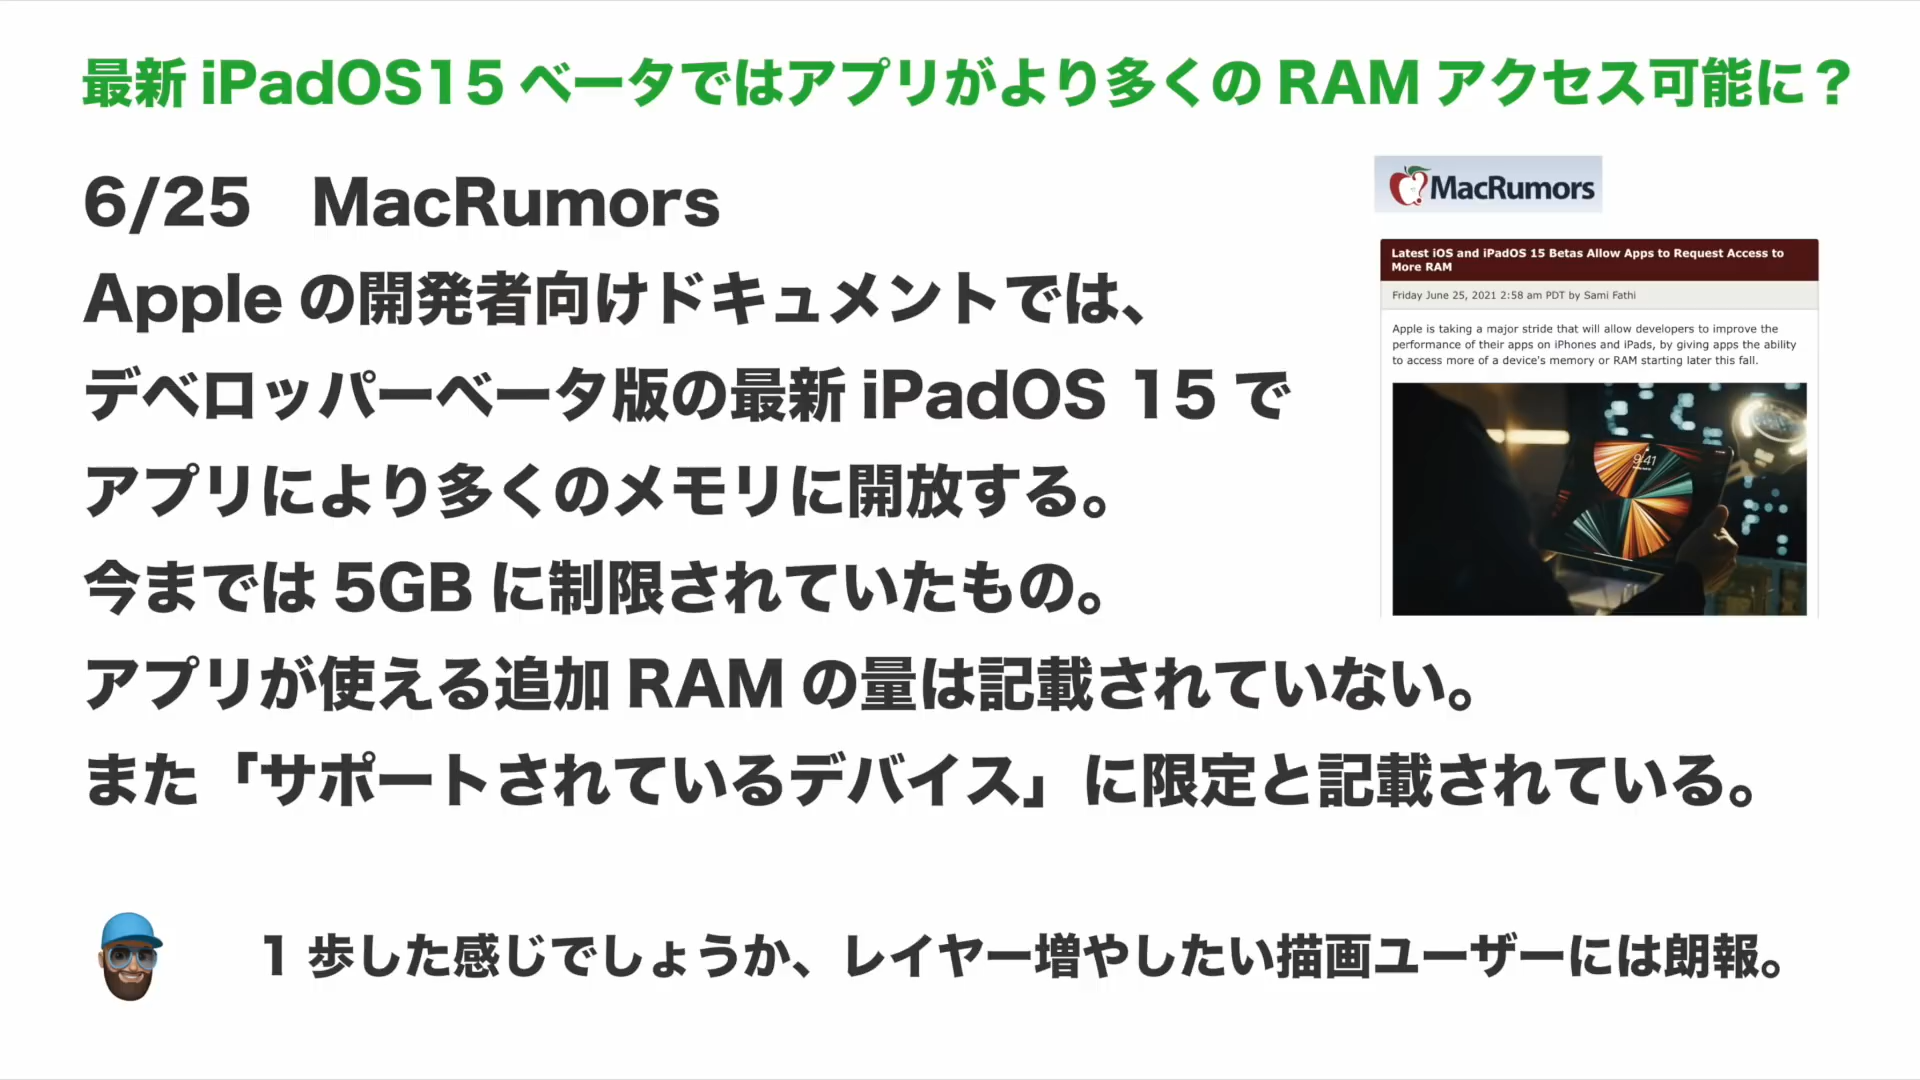 最新 iPadOS15 ベータではアプリがより多くの RAM アクセス可能に？
6/25　MacRumors
Apple の開発者向けドキュメントでは、
デベロッパーベータ版の最新 iPadOS 15 で
アプリにより多くのメモリに開放する。
今までは 5GB に制限されていたもの。
アプリが使える追加 RAM の量は記載されていない。
また「サポートされているデバイス」に限定と記載されている。
MacRumors
Latest iOS and iPadOS 15 Betas Allow Apps to Request Access to
More RAM
Friday June 25, 2021 2:58 am PDT by Sami Fathi
Apple is taking a major stride that will allow developers to improve the
performance of their apps on iPhones and iPads, by giving apps the ability
to access more of a device's memory or RAM starting later this fall.
9:41
1 歩した感じでしょうか、レイヤー増やしたい描画ユーザーには朗報。